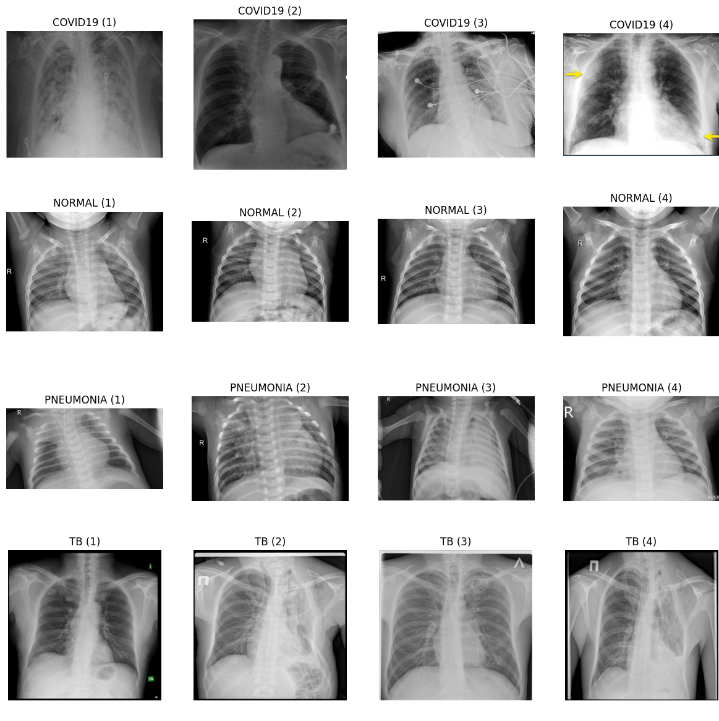 COVID19 (1)
COVID19 (2)
COVID19 (3)
COVID19 (4)
NORMAL (1)
NORMAL (2)
NORMAL (3)
NORMAL (4)
R
R
R
R
PNEUMONIA (1)
PNEUMONIA (2)
PNEUMONIA (3)
PNEUMONIA (4)
R
R
R
R
TB (1)
TB (2)
TB (3)
TB (4)
П
Л
П